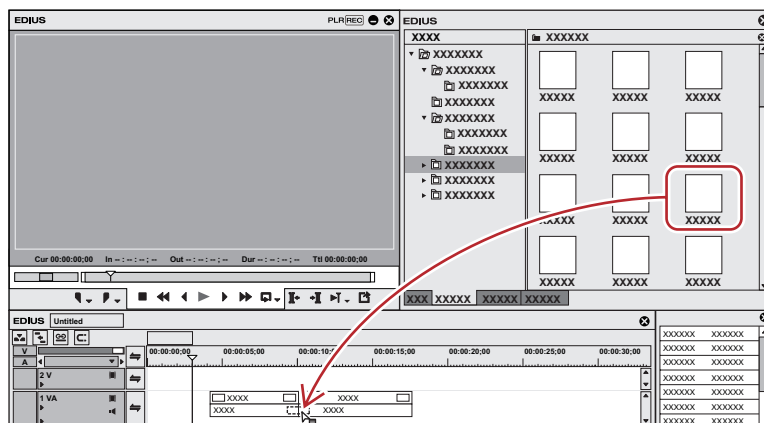 EDIUS PLR REC
EDIUS
XXXX
XXXXXXX
XXXXXXX
XXXXXXX
XXXXXXX
XXXXXXX
XXXXXXX
XXXXXXX
XXXXXXX
XXXXXXX
XXXXXXX
XXXXXX
XXXXX XXXXX XXXXX
XXXXX XXXXX XXXXX
XXXXX XXXXX XXXXX
XXXXX XXXXX XXXXX
XXX XXXXX XXXXX XXXXX
Cur 00:00:00;00 In -- : -- : -- ; -- Out -- : -- : -- ; -- Dur -- : -- : -- ; -- Ttl 00:00:00;00
EDIUS Untitled
V
A
00:00:00;00 00:00:05;00 00:00:10;00 00:00:15;00 00:00:20;00 00:00:25;00 00:00:30;00
2 V
1 VA
XXXX XXXX
XXXX XXXX
XXXXXX XXXXXX
XXXXXX XXXXXX
XXXXXX XXXXXX
XXXXXX XXXXXX
XXXXXX XXXXXX
XXXXXX XXXXXX
XXXXXX XXXXXX